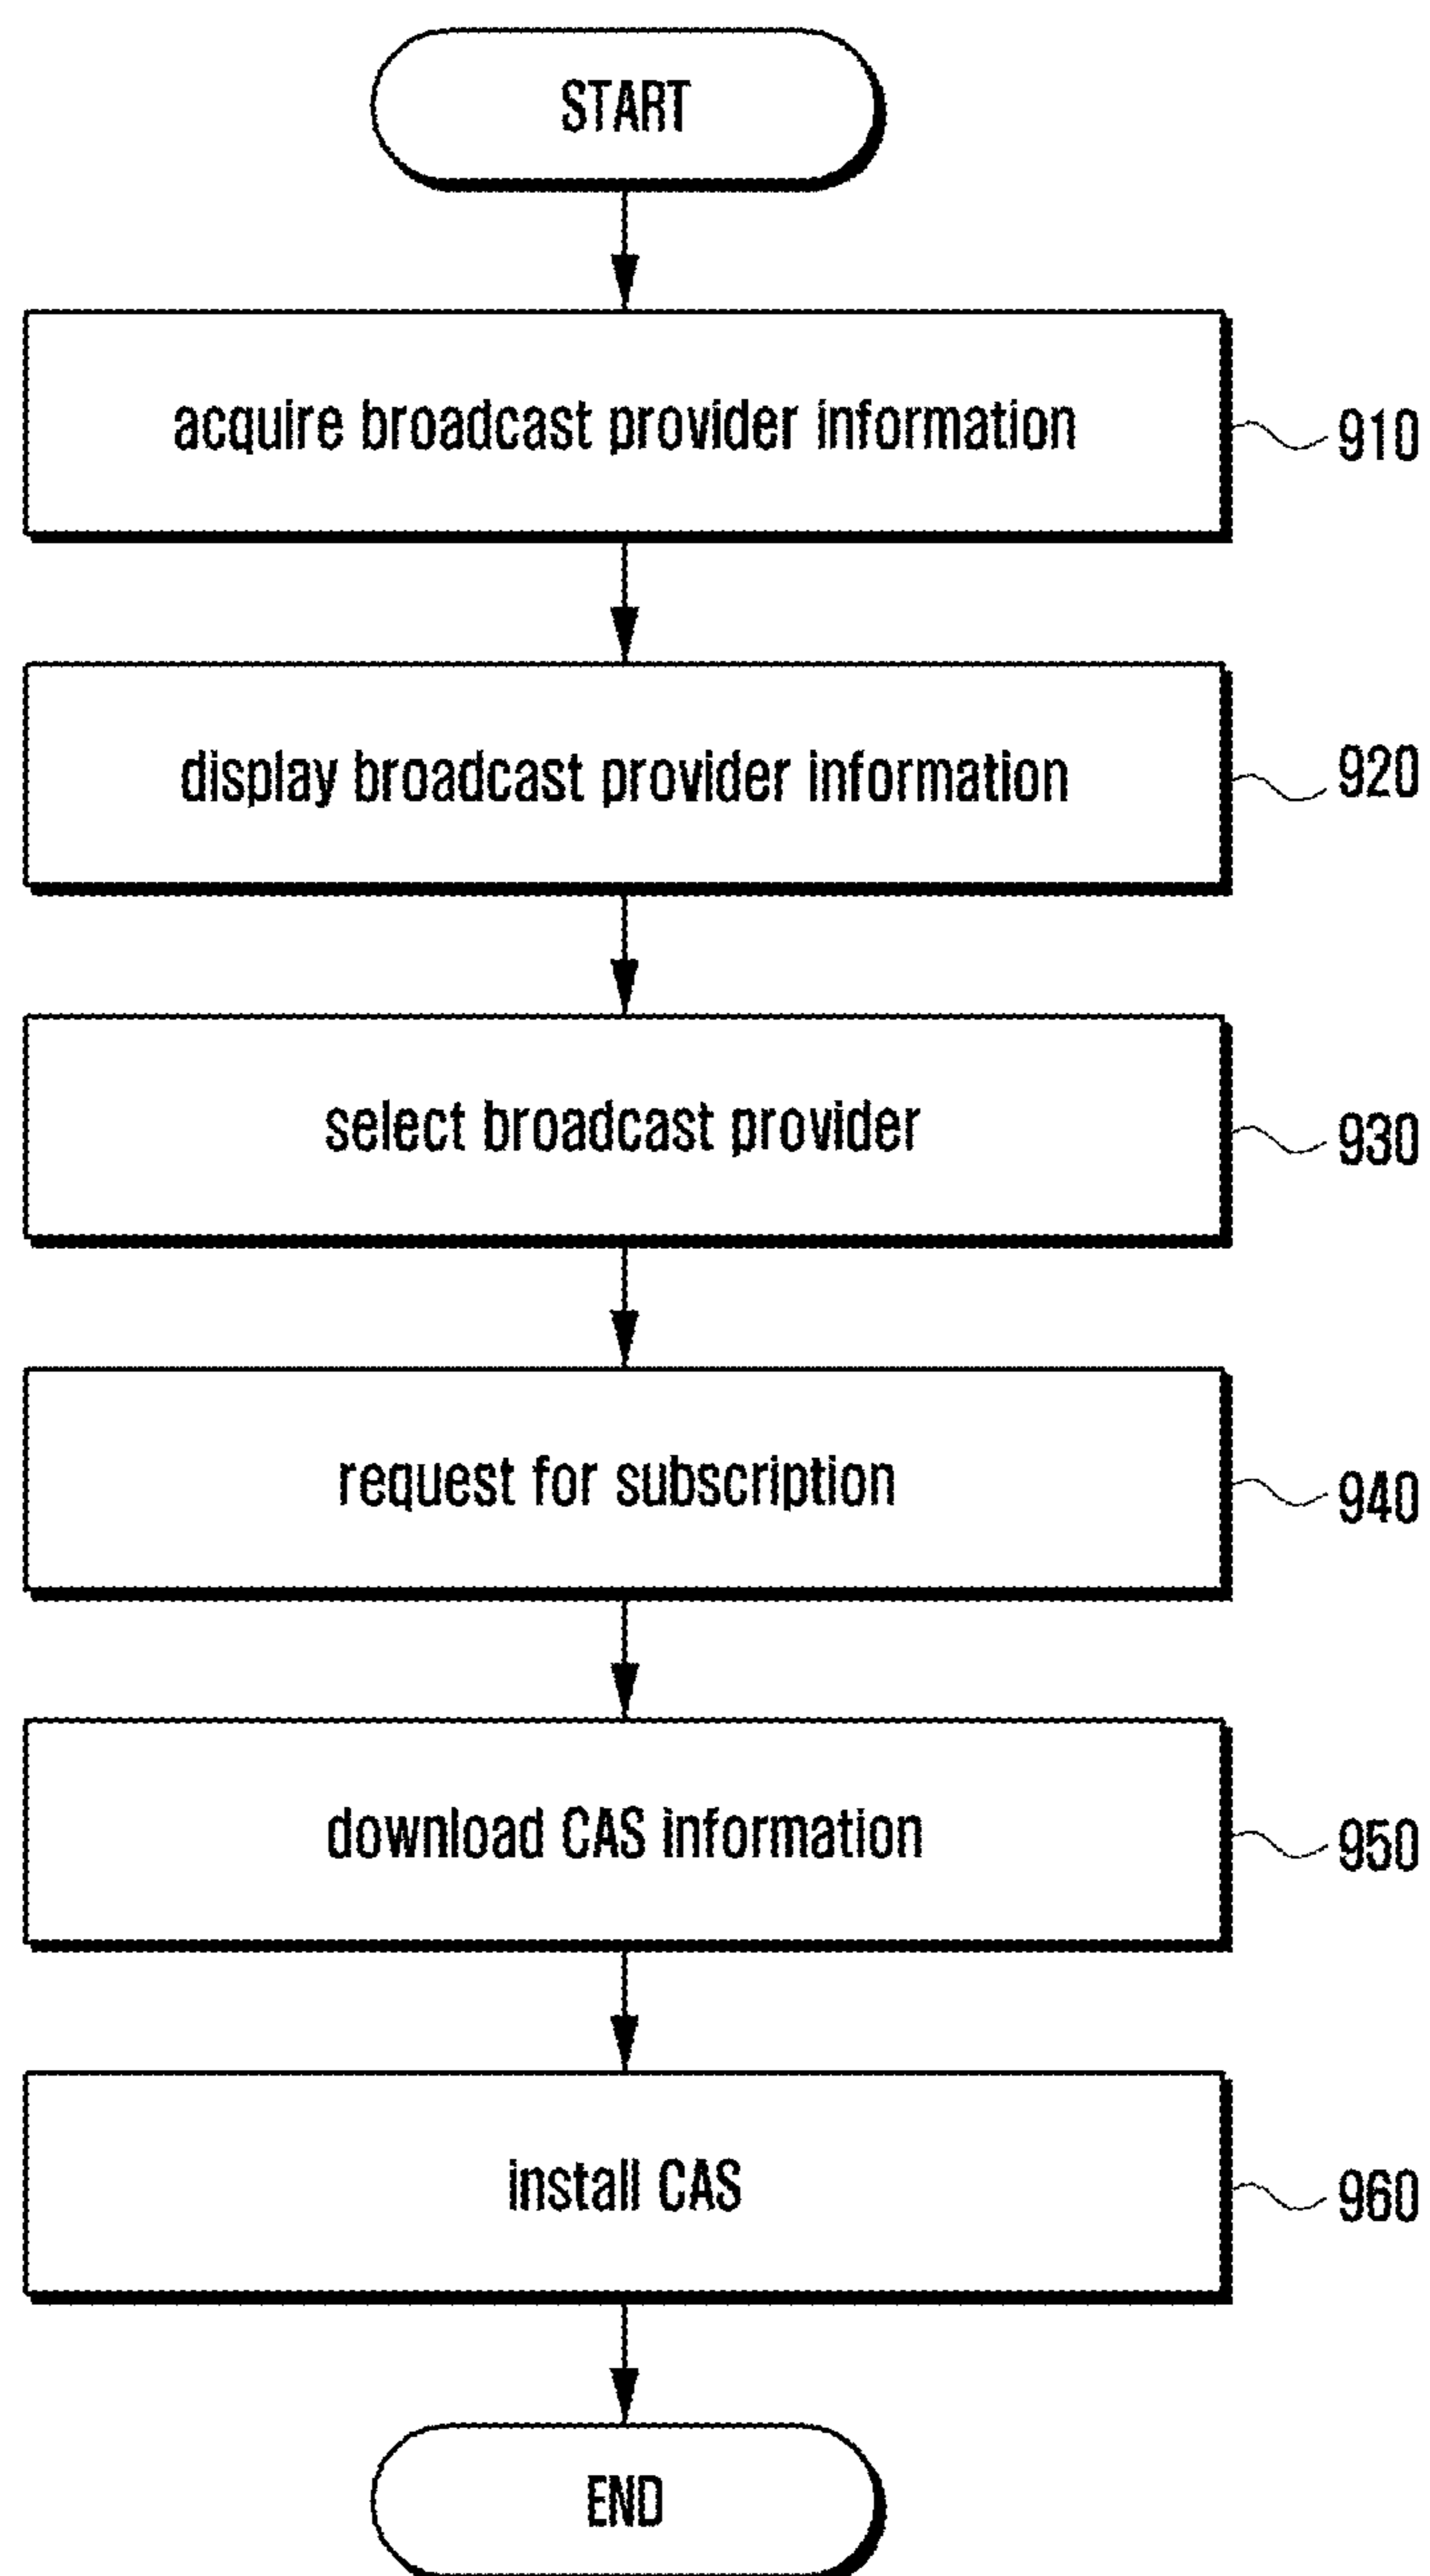 START
acquire broadcast provider information
910
display broadcast provider information
920
select broadcast provider
930
request for subscription
940
download CAS information
950
install CAS
960
END